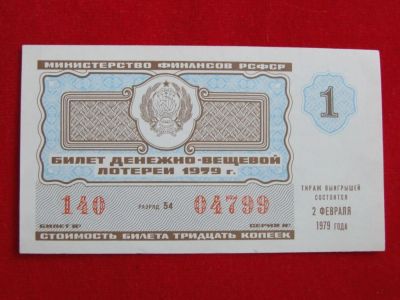 МИНИСТЕРСТВО ФИНАНСОВ РСФСР
1
БИЛЕТ ДЕНЕЖНО-ВЕЩЕВОЙ
ЛОТЕРЕИ 1979 г.
140 РАЗРЯД 54 04799
БИЛЕТ № СЕРИЯ №
СТОИМОСТЬ БИЛЕТА ТРИДЦАТЬ КОПЕЕК
ТИРАЖ ВЫИГРЫШЕЙ
СОСТОИТСЯ
2 ФЕВРАЛЯ
1979 ГОДА